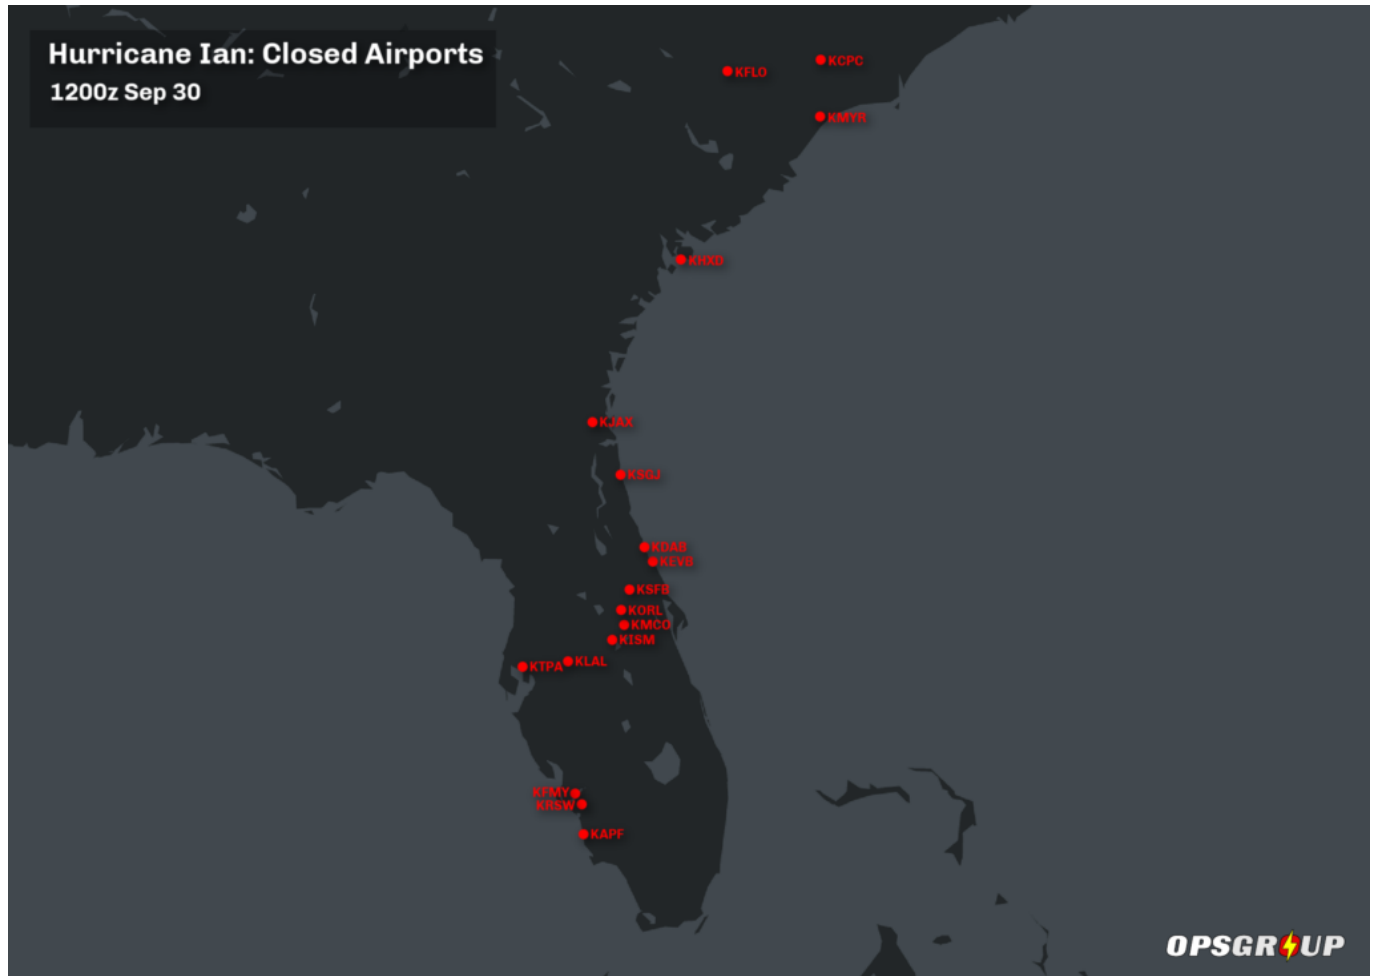 Hurricane Ian: Closed Airports
1200z Sep 30
KCPC
KFLO
KMYR
KHXD
KJAX
KSGJ
KDAB
KEVB
KSFB
KORL
KMCO
KISM
KLAL
KTPA
KFMY
KRSW
KAPF
OPSGROUP